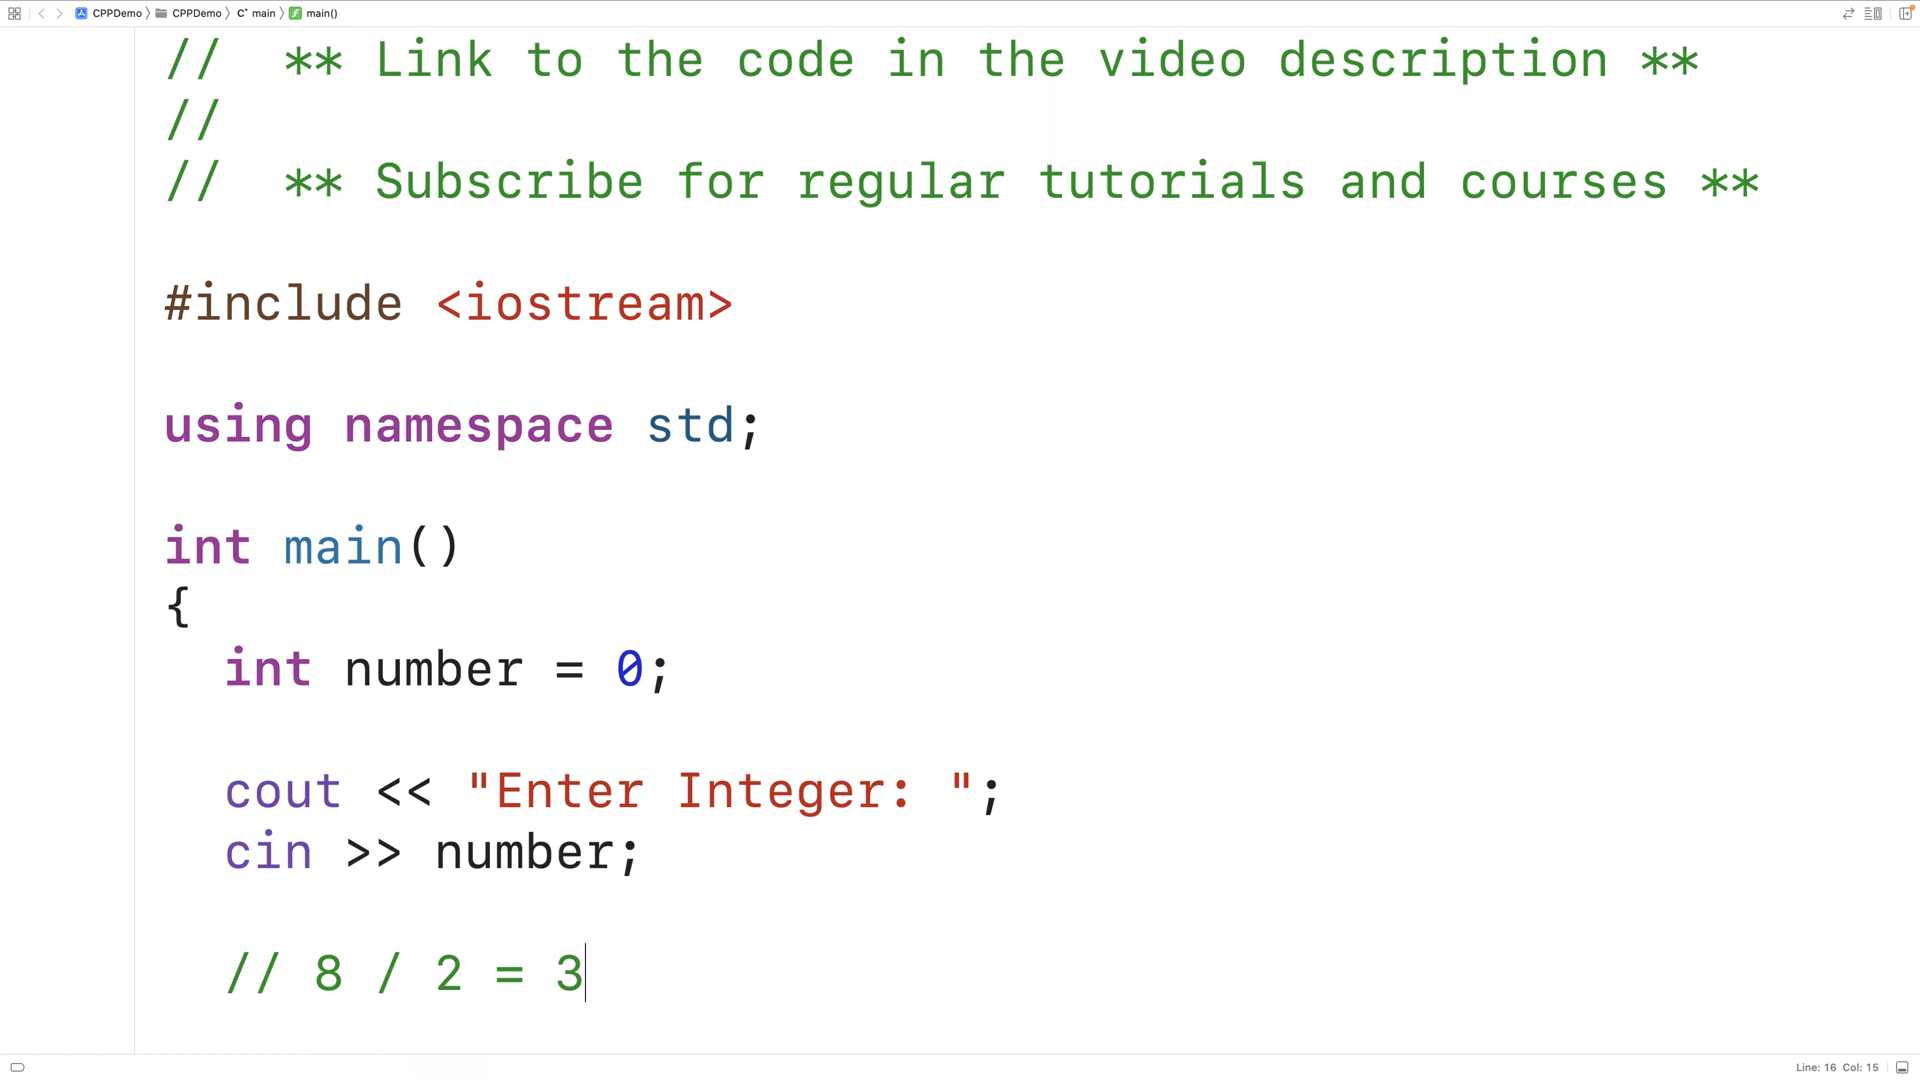 CPPDemo 〉 CPPDemo 〉 C+ main 〉 f main()
//  ** Link to the code in the video description **
//
//  ** Subscribe for regular tutorials and courses **
#include <iostream>
using namespace std;
int main()
{
  int number = 0;
  cout << "Enter Integer: ";
  cin >> number;
  // 8 / 2 = 3
Line: 16 Col: 15